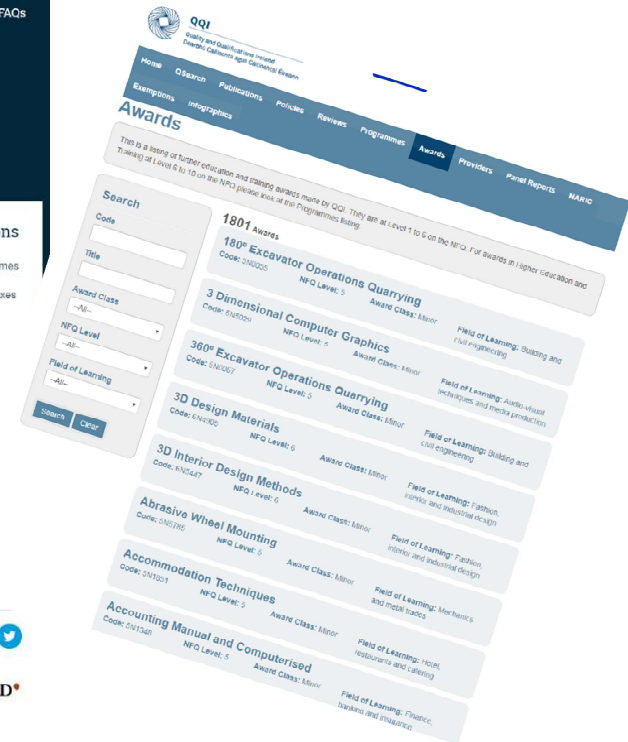 FAQs
ns
mes
xes
D
QQI
Quality and Qualifications Ireland
Dearbhú Cáilíochta agus Cáilíochtaí Éireann
Home QSearch Publications Policies Reviews Programmes Awards Providers Panel Reports NARIC
Exemptions Infographics
Awards
This is a listing of further education and training awards made by QQI. They are at Level 1 to 6 on the NFQ. For awards in Higher Education and
Training at Level 6 to 10 on the NFQ please look at the Programmes listing.
Search
Code
Title
Award Class
--All--
NFQ Level
--All--
Field of Learning
--All--
Search Clear
1801 Awards
180º Excavator Operations Quarrying
Code: NFQ Level: 5 Award Class: Minor Field of Learning: Building and
civil engineering
3 Dimensional Computer Graphics
Code: 5N5029 NFQ Level: 5 Award Class: Minor Field of Learning: Audio-visual
techniques and media production
360º Excavator Operations Quarrying
Code: NFQ Level: 5 Award Class: Minor Field of Learning: Building and
civil engineering
3D Design Materials
Code: NFQ Level: 6 Award Class: Minor Field of Learning: Fashion,
interior and industrial design
3D Interior Design Methods
Code: 6N5447 NFQ Level: 6 Award Class: Minor Field of Learning: Fashion,
interior and industrial design
Abrasive Wheel Mounting
Code: NFQ Level: 5 Award Class: Minor Field of Learning: Mechanics
and metal trades
Accommodation Techniques
Code: NFQ Level: 5 Award Class: Minor Field of Learning: Hotel,
restaurants and catering
Accounting Manual and Computerised
Code: 5N1348 NFQ Level: 5 Award Class: Minor Field of Learning: Finance,
banking and insurance